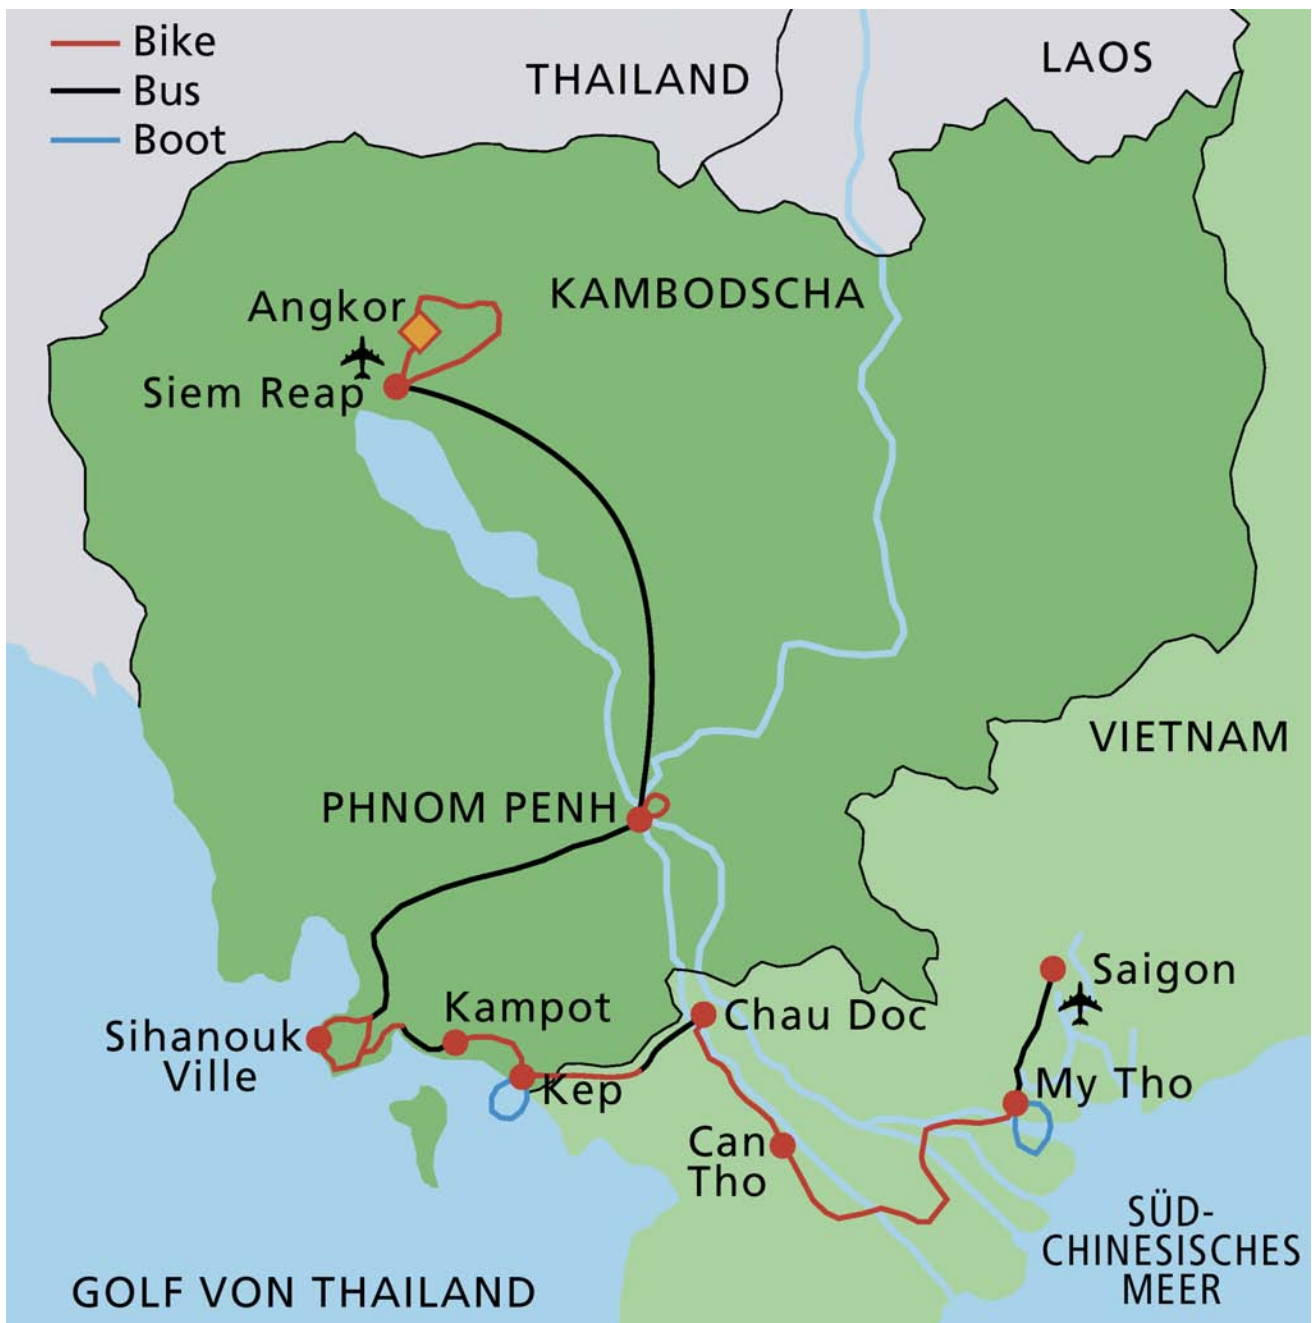 Bike
Bus
Boot
THAILAND
LAOS
KAMBODSCHA
Angkor
Siem Reap
VIETNAM
PHNOM PENH
Saigon
Kampot
Chau Doc
Sihanouk
Ville
Kep
My Tho
Can
Tho
SÜD-
CHINESISCHES
MEER
GOLF VON THAILAND